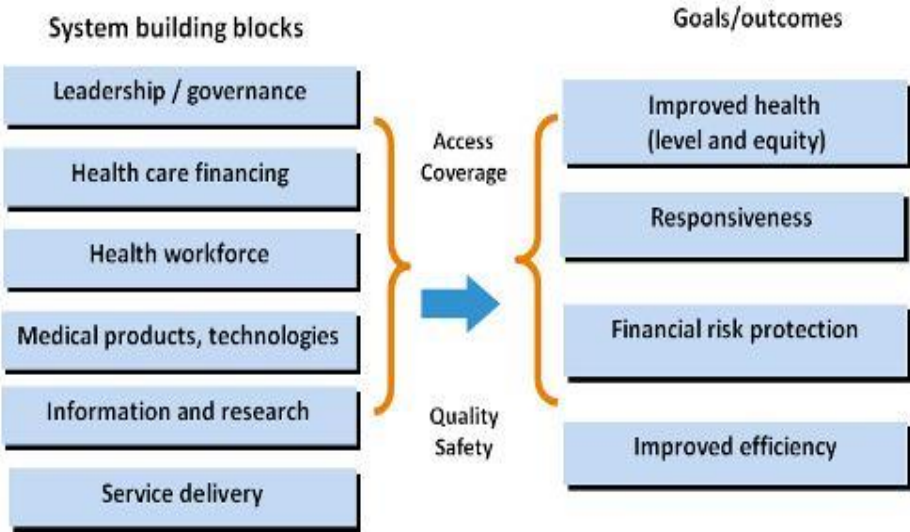 System building blocks
Leadership / governance
Health care financing
Health workforce
Medical products, technologies
Information and research
Service delivery
Access
Coverage
Quality
Safety
Goals/outcomes
Improved health
(level and equity)
Responsiveness
Financial risk protection
Improved efficiency